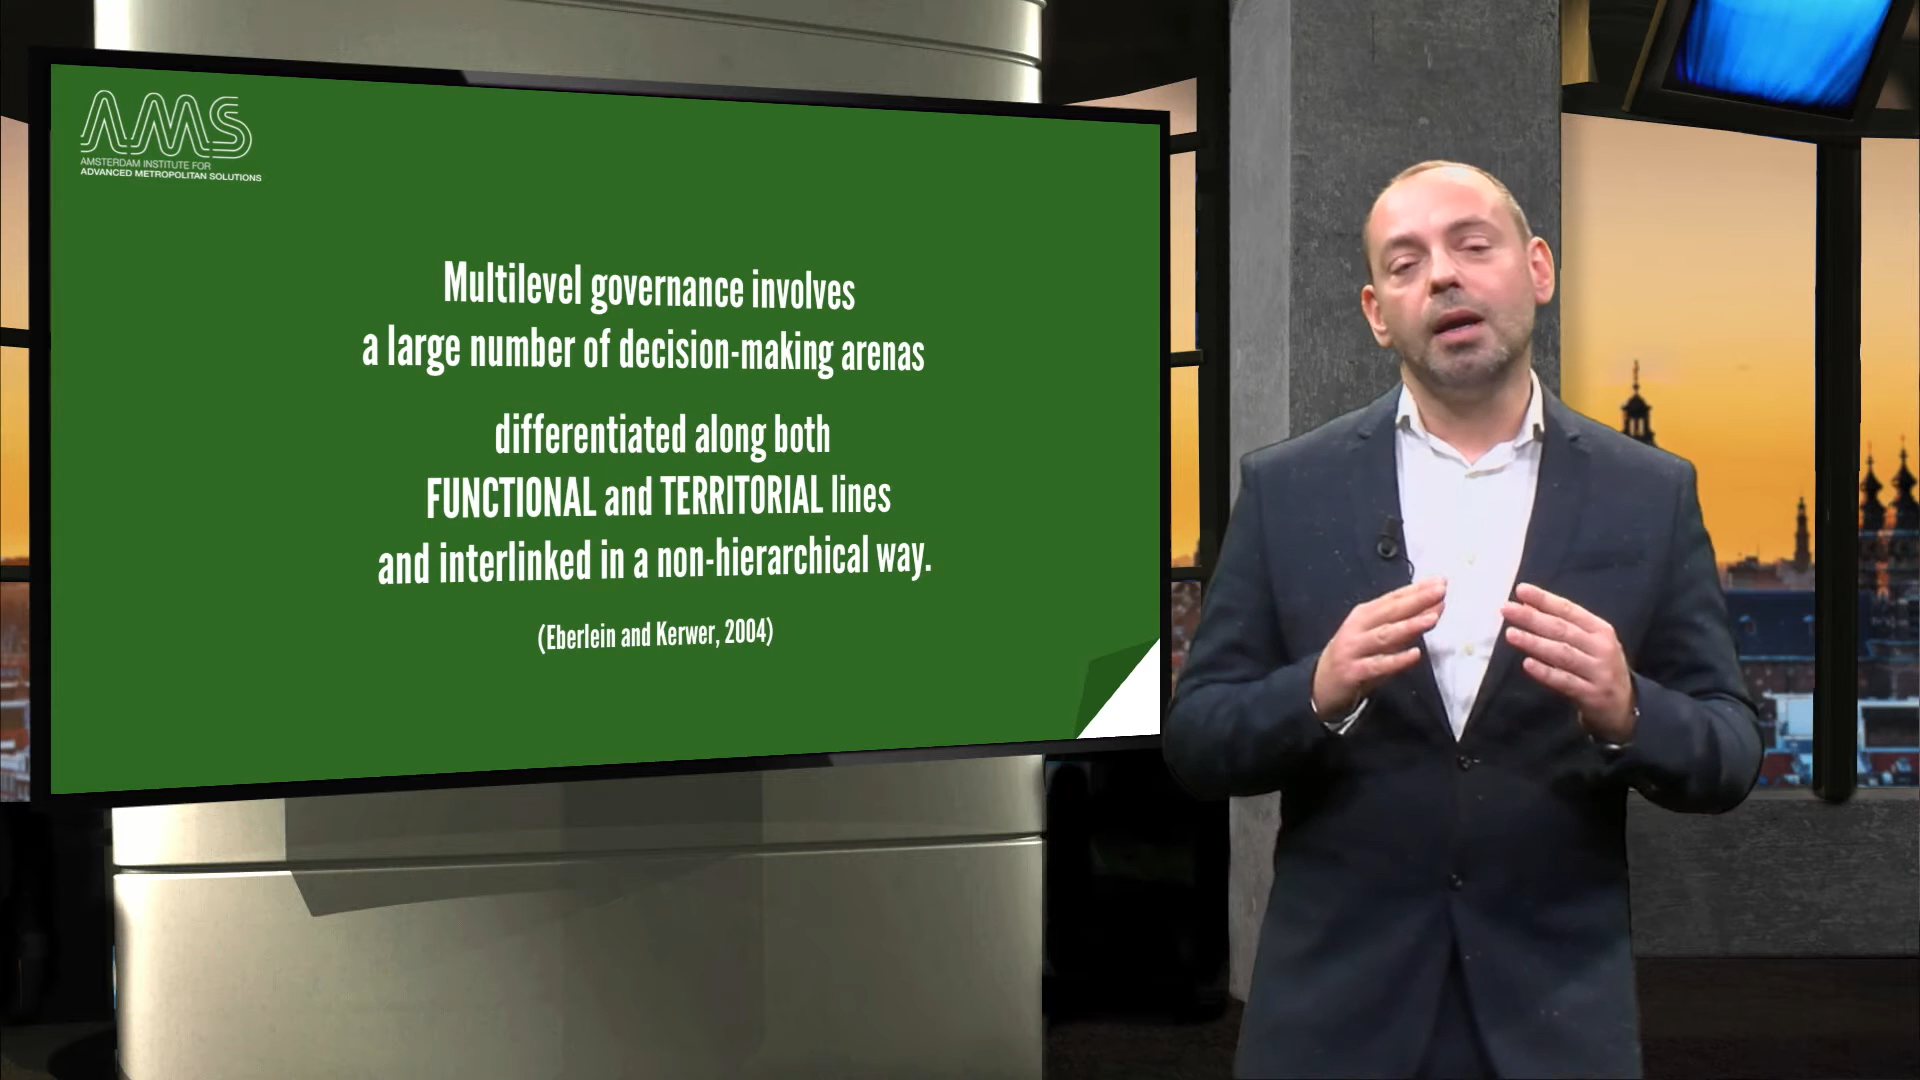 AMS
AMSTERDAM INSTITUTE FOR
ADVANCED METROPOLITAN SOLUTIONS
Multilevel governance involves
a large number of decision-making arenas
differentiated along both
FUNCTIONAL and TERRITORIAL lines
and interlinked in a non-hierarchical way.
(Eberlein and Kerwer, 2004)